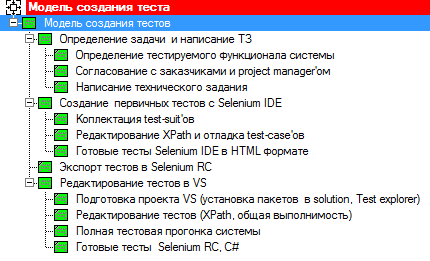 Модель создания теста
Модель создания тестов
Определение задачи и написание ТЗ
Определение тестируемого функционала системы
Согласование с заказчиками и project manager'ом
Написание технического задания
Создание первичных тестов с Selenium IDE
Коплектация test-suit'ов
Редактирование XPath и отладка test-case'ов
Готовые тесты Selenium IDE в HTML формате
Экспорт тестов в Selenium RC
Редактирование тестов в VS
Подготовка проекта VS (установка пакетов в solution, Test explorer)
Редактирование тестов (XPath, общая выполнимость)
Полная тестовая прогонка системы
Готовые тесты Selenium RC, C#